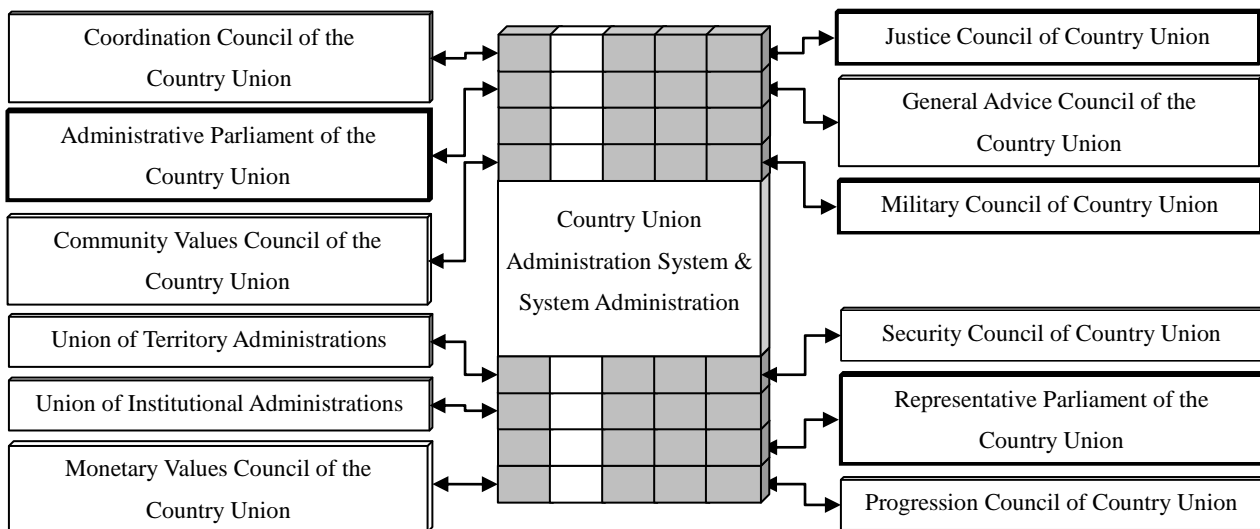 Coordination Council of the
Country Union
Administrative Parliament of the
Country Union
Community Values Council of the
Country Union
Union of Territory Administrations
Union of Institutional Administrations
Monetary Values Council of the
Country Union
Country Union
Administration System &
System Administration
Justice Council of Country Union
General Advice Council of the
Country Union
Military Council of Country Union
Security Council of Country Union
Representative Parliament of the
Country Union
Progression Council of Country Union